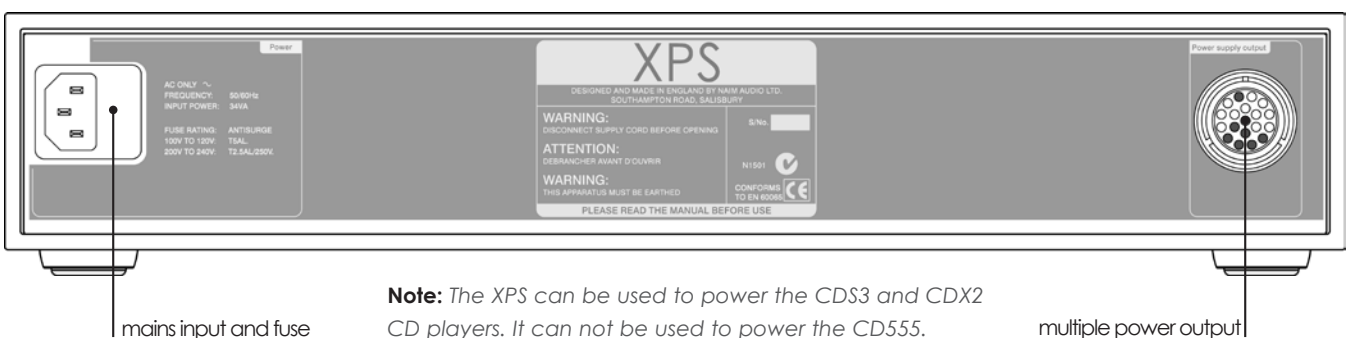 Power
AC ONLY ~
FREQUENCY: 50/60Hz
INPUT POWER: 34VA
FUSE RATING: ANTISURGE
100V TO 120V: T5AL.
200V TO 240V: T2.5AL/250V.
XPS
DESIGNED AND MADE IN ENGLAND BY NAIM AUDIO LTD.
SOUTHAMPTON ROAD, SALISBURY
WARNING:
DISCONNECT SUPPLY CORD BEFORE OPENING
ATTENTION:
DEBRANCHER AVANT D'OUVRIR
WARNING:
THIS APPARATUS MUST BE EARTHED
S/No.
N1501
CONFORMS
TO EN 60065
CE
PLEASE READ THE MANUAL BEFORE USE
Power supply output
mains input and fuse
Note: The XPS can be used to power the CDS3 and CDX2
CD players. It can not be used to power the CD555.
multiple power output